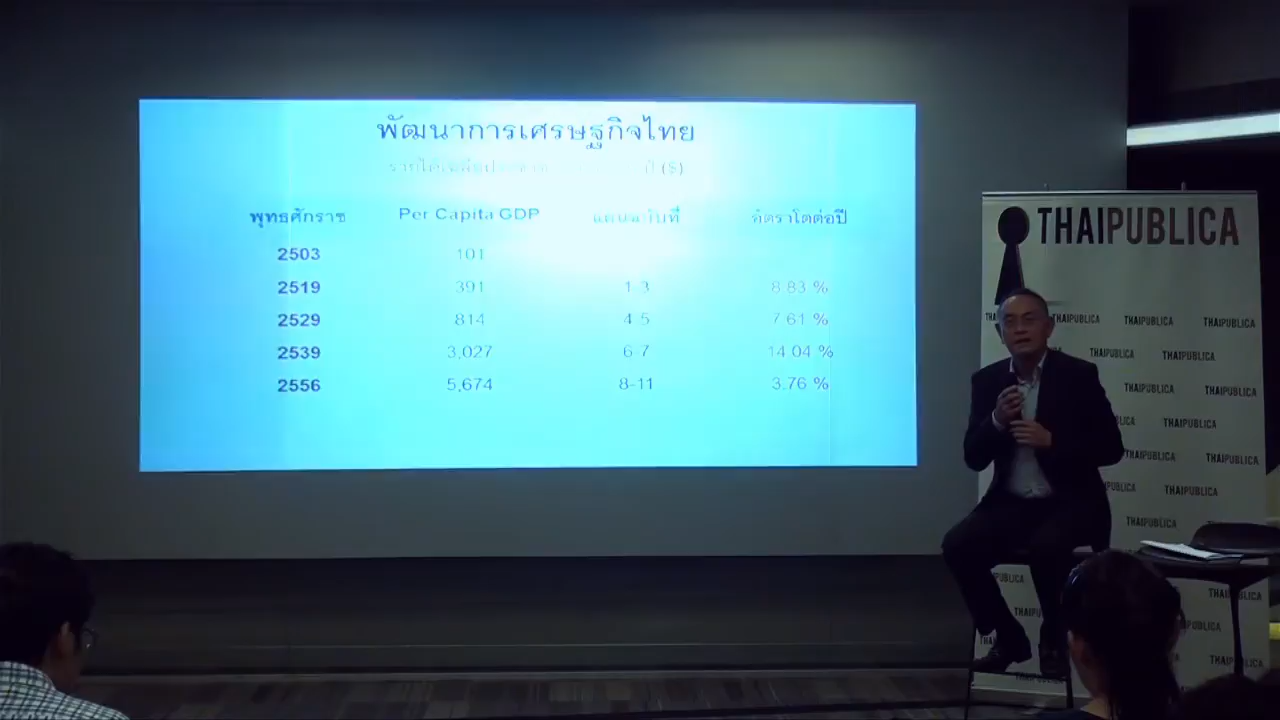 พัฒนาการเศรษฐกิจไทย
ปี ($)
พุทธศักราช Per Capita GDP แผนฉบับที่ อัตราโตต่อปี
2503 101
2519 391 1-3 8.83 %
2529 814 4-5 7.61 %
2539 3,027 6-7 14.04 %
2556 5,674 8-11 3.76 %
THAIPUBLICA
THAIPUBLICA THAIPUBLICA THAIPUBLICA
THAIPUBLICA THAIPUBLICA
THAIPUBLICA THAIPUBLICA
THAIPUBLICA
THAIPUBLICA THAIPUBLICA
THAIPUBLICA
THAIPUBLICA